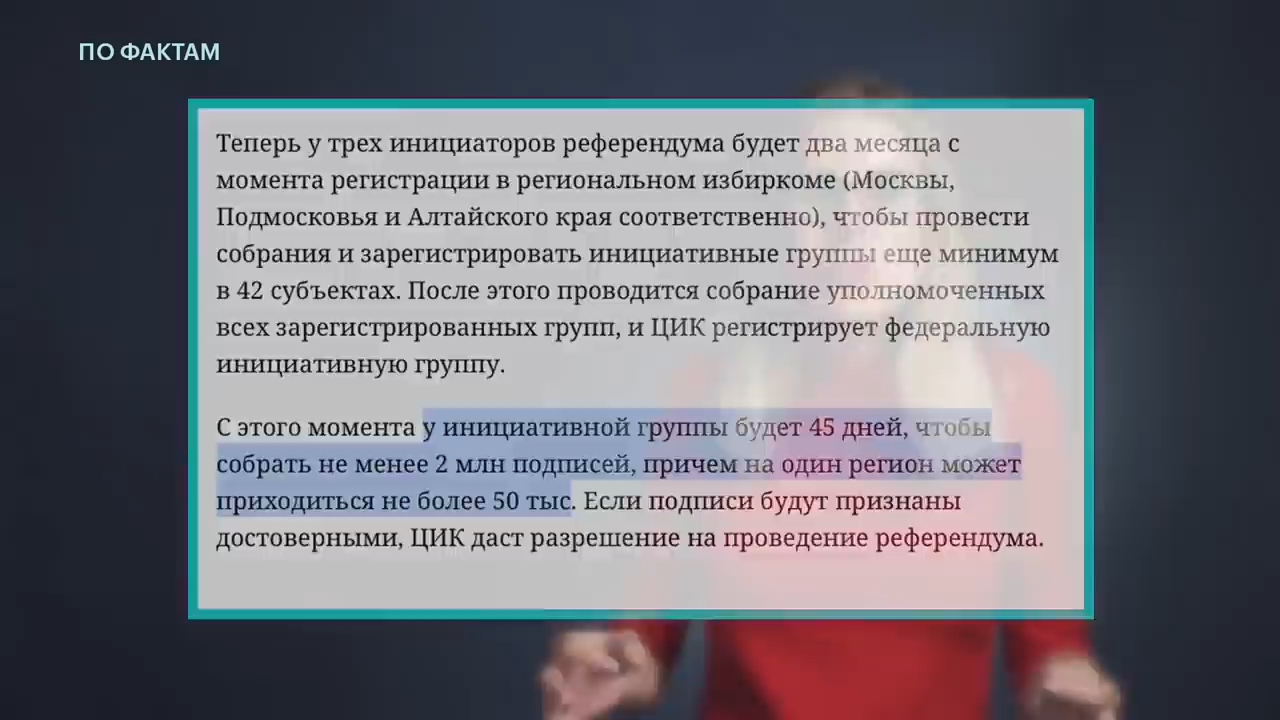 ПО ФАКТАМ
Теперь у трех инициаторов референдума будет два месяца с
момента регистрации в региональном избиркоме (Москвы,
Подмосковья и Алтайского края соответственно), чтобы провести
собрания и зарегистрировать инициативные группы еще минимум
в 42 субъектах. После этого проводится собрание уполномоченных
всех зарегистрированных групп, и ЦИК регистрирует федеральную
инициативную группу.
С этого момента у инициативной группы будет 45 дней, чтобы
собрать не менее 2 млн подписей, причем на один регион может
приходиться не более 50 тыс. Если подписи будут признаны
достоверными, ЦИК даст разрешение на проведение референдума.